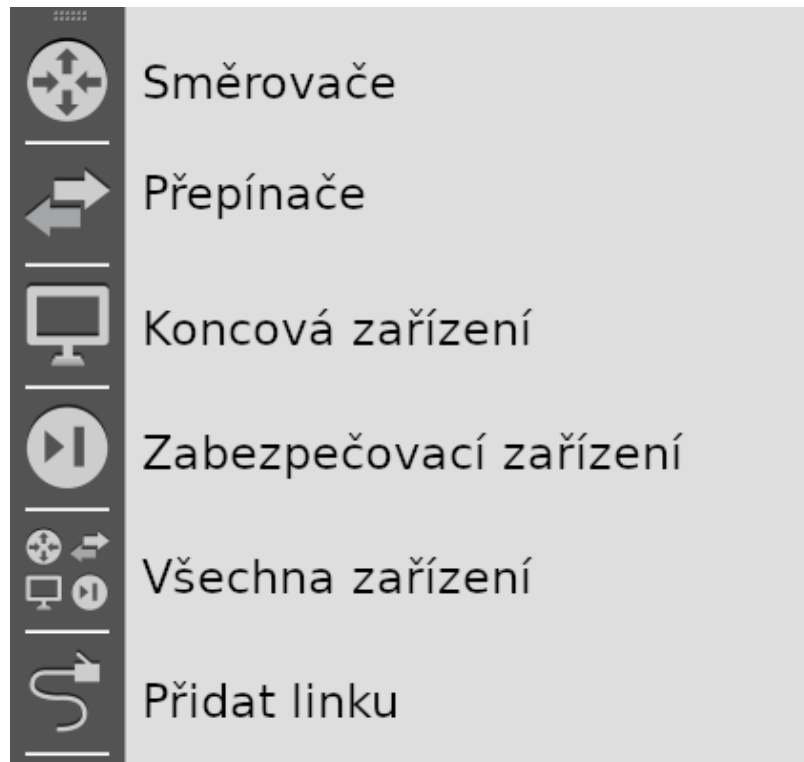 Směrovače
Přepínače
Koncová zařízení
Zabezpečovací zařízení
Všechna zařízení
Přidat linku